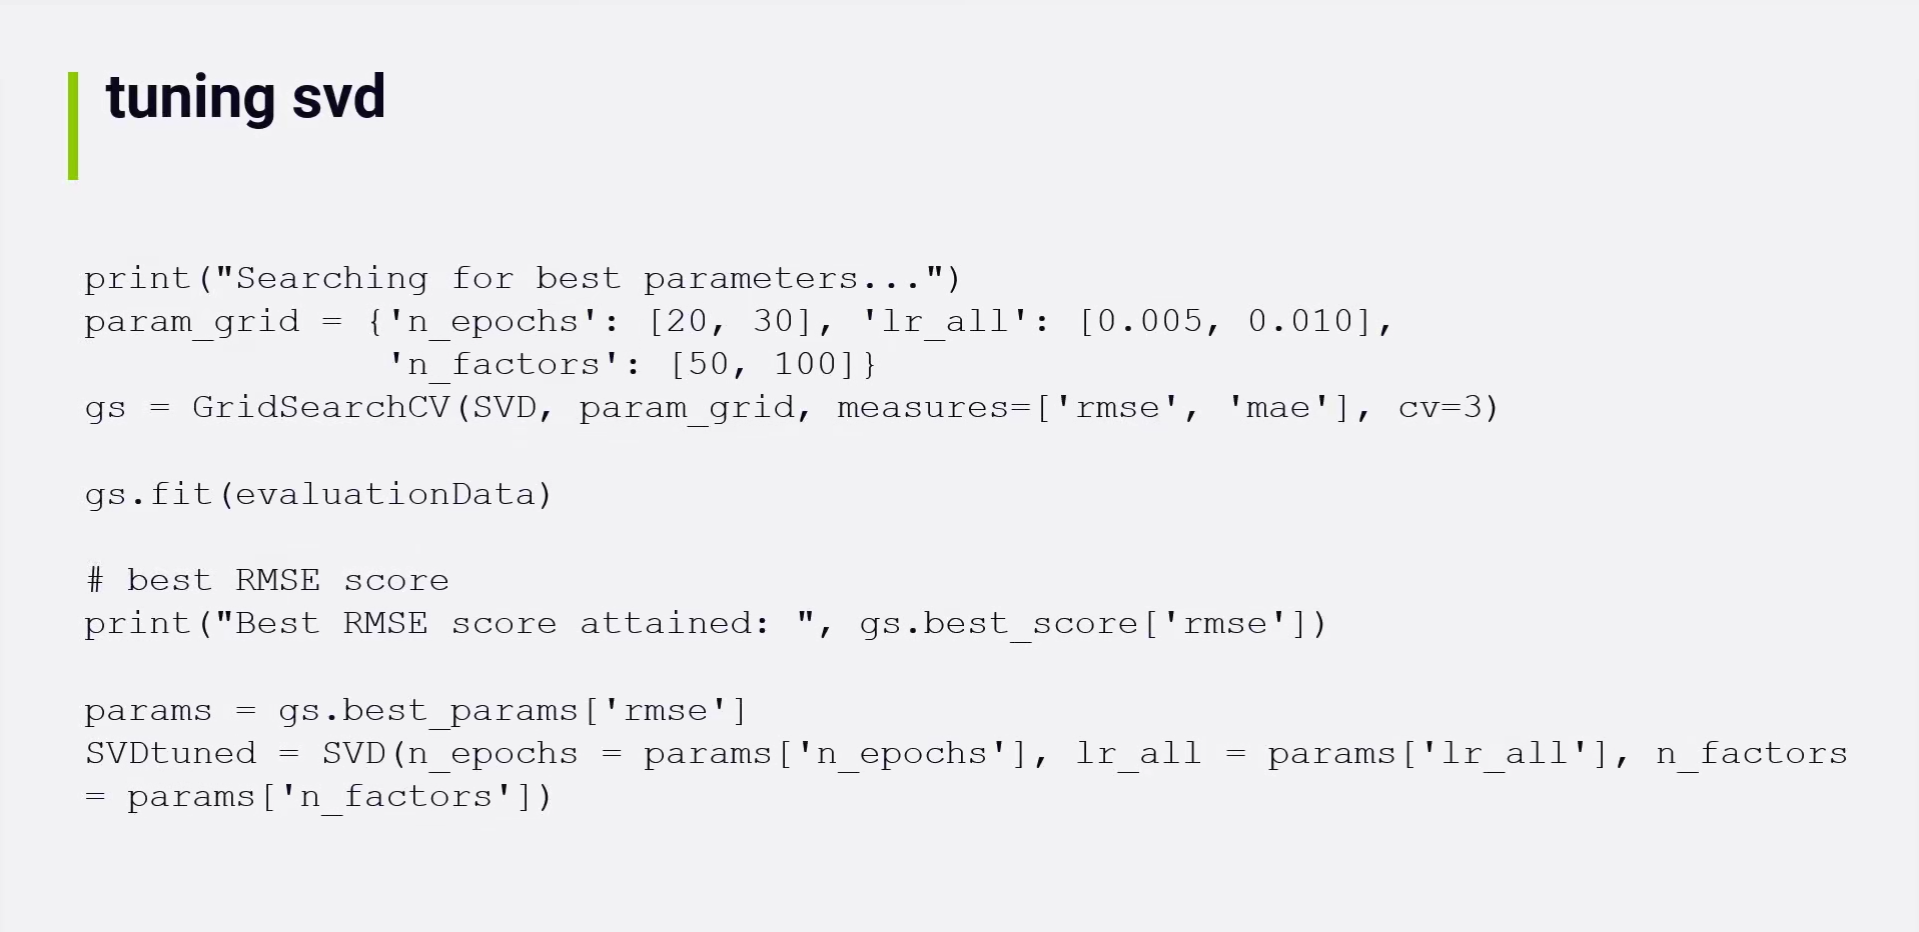 tuning svd
print("Searching for best parameters...")
param_grid = {'n_epochs': [20, 30], 'lr_all': [0.005, 0.010],
'n_factors': [50, 100]}
gs = GridSearchCV(SVD, param_grid, measures=['rmse', 'mae'], cv=3)
gs.fit(evaluationData)
# best RMSE score
print("Best RMSE score attained: ", gs.best_score['rmse'])
params = gs.best_params['rmse']
SVDtuned = SVD(n_epochs = params['n_epochs'], lr_all = params['lr_all'], n_factors
= params['n_factors'])